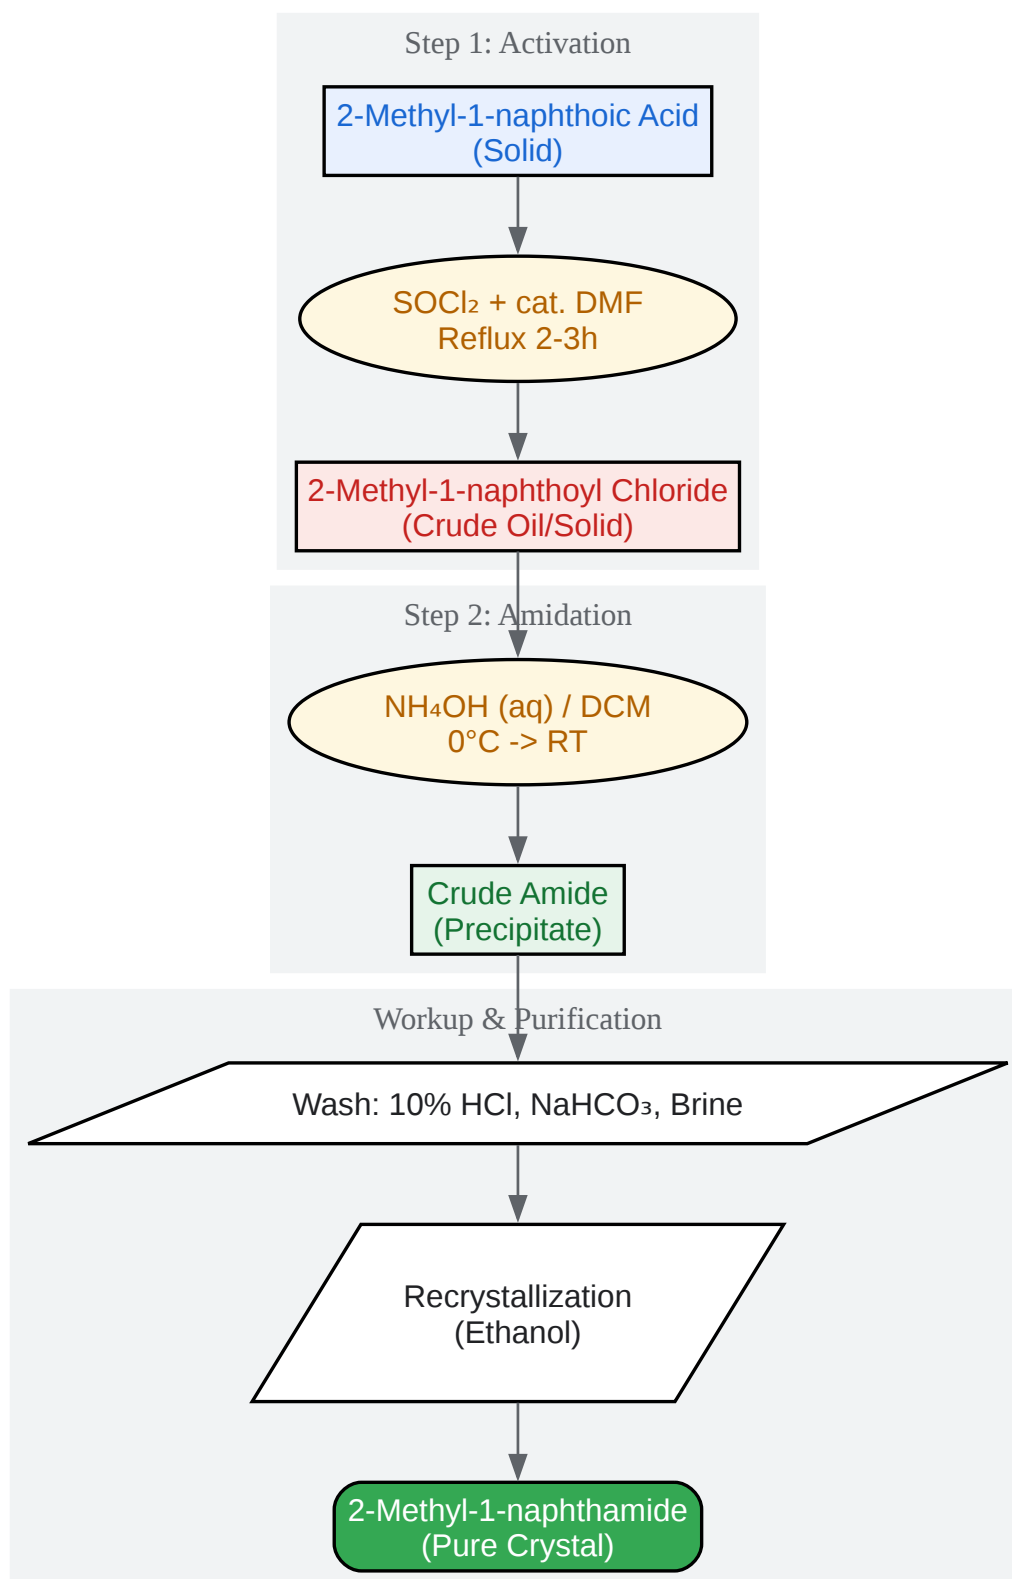 Step 1: Activation
2-Methyl-1-naphthoic Acid
(Solid)
SOCl₂ + cat. DMF
Reflux 2-3h
2-Methyl-1-naphthoyl Chloride
(Crude Oil/Solid)
Step 2: Amidation
NH₄OH (aq) / DCM
0°C -> RT
Crude Amide
(Precipitate)
Workup & Purification
Wash: 10% HCl, NaHCO₃, Brine
Recrystallization
(Ethanol)
2-Methyl-1-naphthamide
(Pure Crystal)